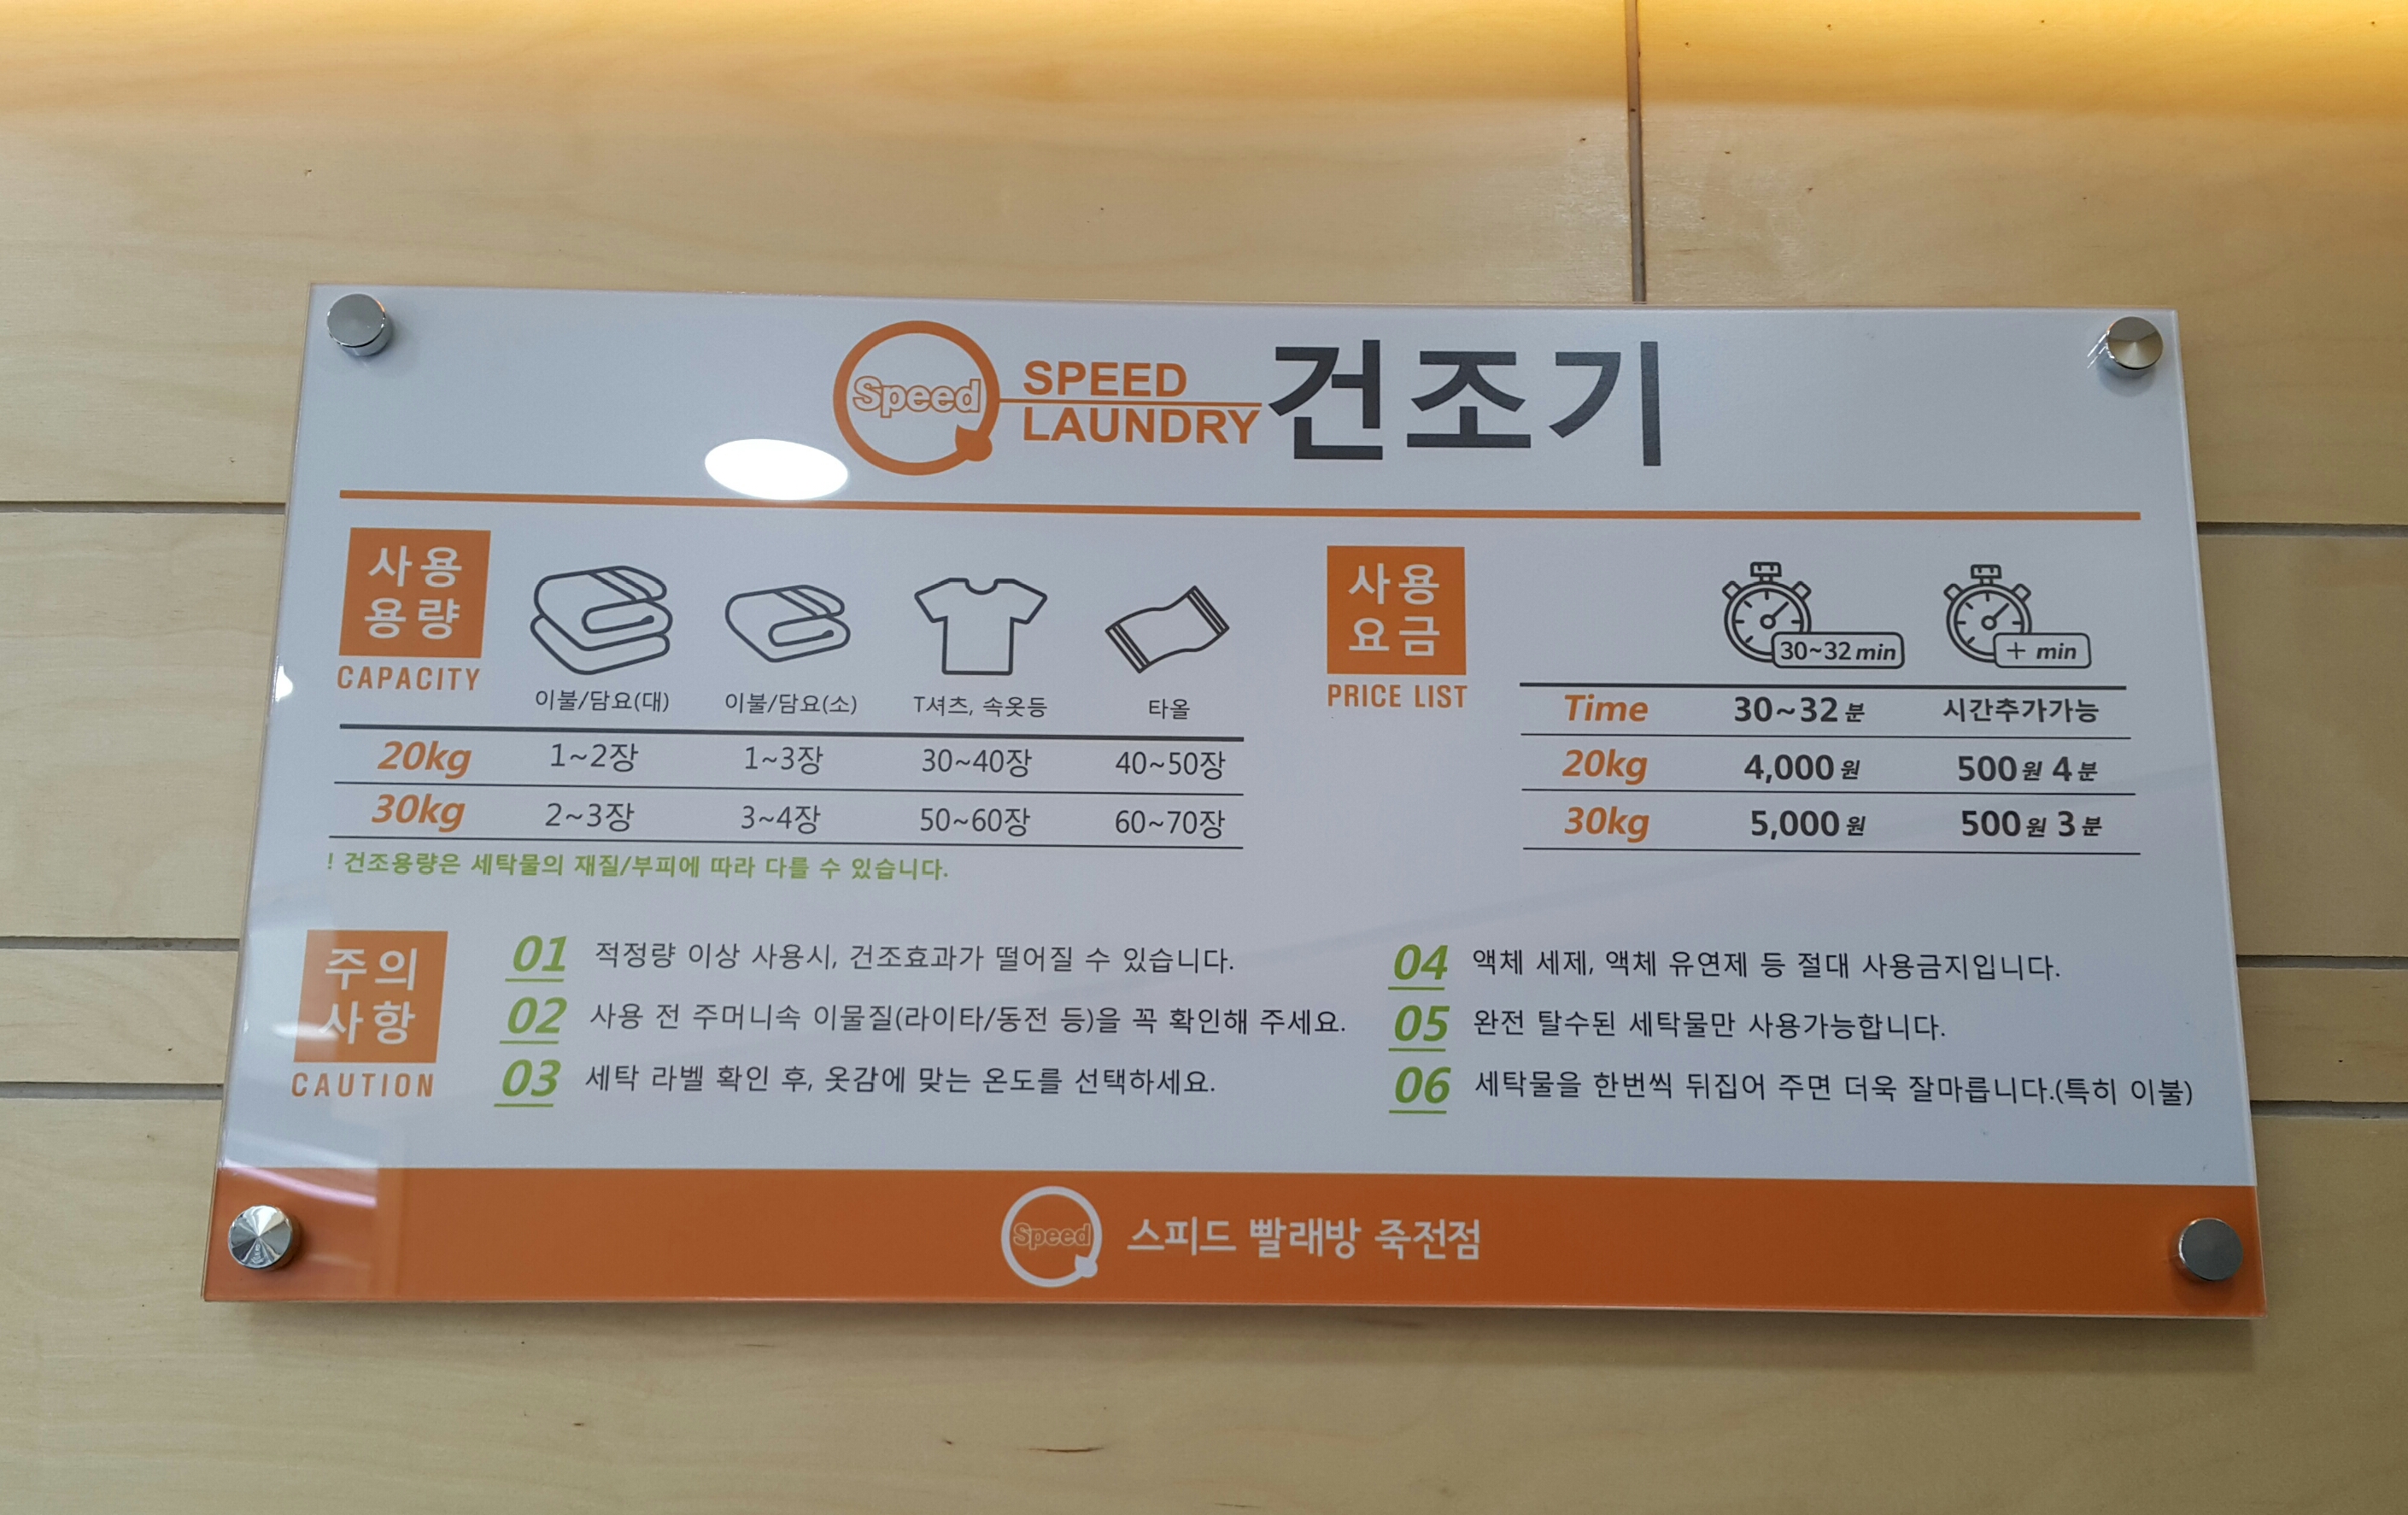 Speed
SPEED
LAUNDRY
건조기
사용
용량
CAPACITY
이불/담요(대) 이불/담요(소) T셔츠, 속옷등 타올
20kg 1~2장 1~3장 30~40장 40~50장
30kg 2~3장 3~4장 50~60장 60~70장
! 건조용량은 세탁물의 재질/부피에 따라 다를 수 있습니다.
사용
요금
PRICE LIST
30~32 min + min
Time 30~32 분 시간추가가능
20kg 4,000 원 500 원 4 분
30kg 5,000 원 500 원 3 분
주의
사항
CAUTION
01 적정량 이상 사용시, 건조효과가 떨어질 수 있습니다.
02 사용 전 주머니속 이물질(라이타/동전 등)을 꼭 확인해 주세요.
03 세탁 라벨 확인 후, 옷감에 맞는 온도를 선택하세요.
04 액체 세제, 액체 유연제 등 절대 사용금지입니다.
05 완전 탈수된 세탁물만 사용가능합니다.
06 세탁물을 한번씩 뒤집어 주면 더욱 잘마릅니다.(특히 이불)
Speed 스피드 빨래방 죽전점